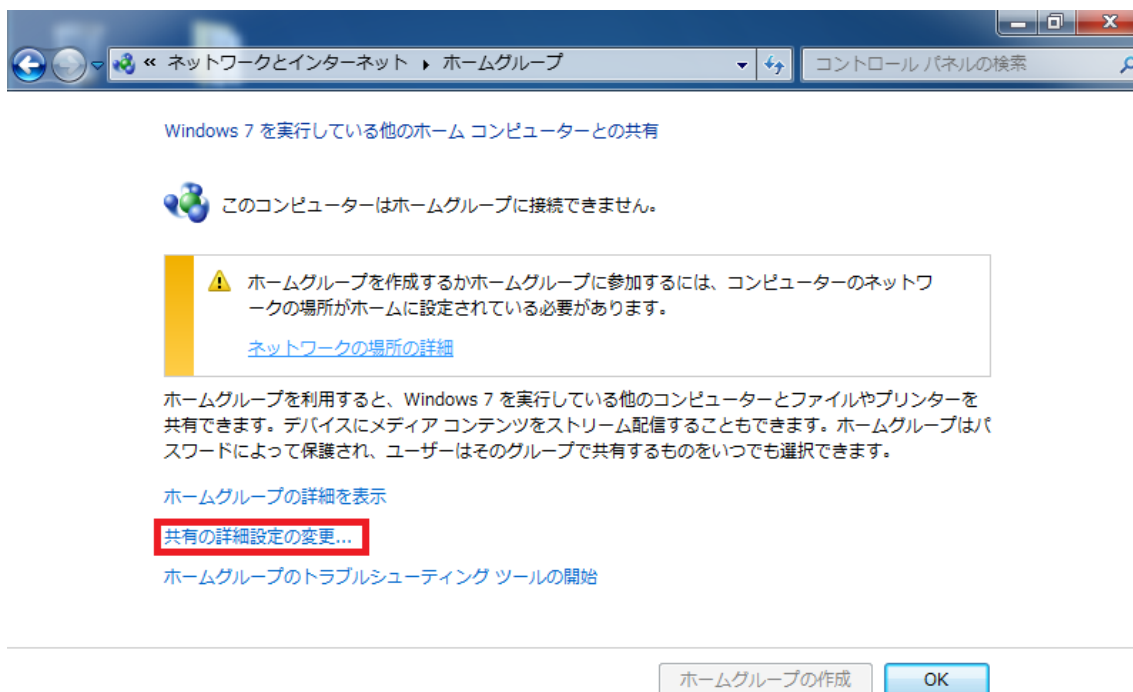 « ネットワークとインターネット ▸ ホームグループ
コントロール パネルの検索
Windows 7 を実行している他のホーム コンピューターとの共有
このコンピューターはホームグループに接続できません。
ホームグループを作成するかホームグループに参加するには、コンピューターのネットワ
ークの場所がホームに設定されている必要があります。
ネットワークの場所の詳細
ホームグループを利用すると、Windows 7 を実行している他のコンピューターとファイルやプリンターを
共有できます。デバイスにメディア コンテンツをストリーム配信することもできます。ホームグループはパ
スワードによって保護され、ユーザーはそのグループで共有するものをいつでも選択できます。
ホームグループの詳細を表示
共有の詳細設定の変更...
ホームグループのトラブルシューティング ツールの開始
ホームグループの作成
OK